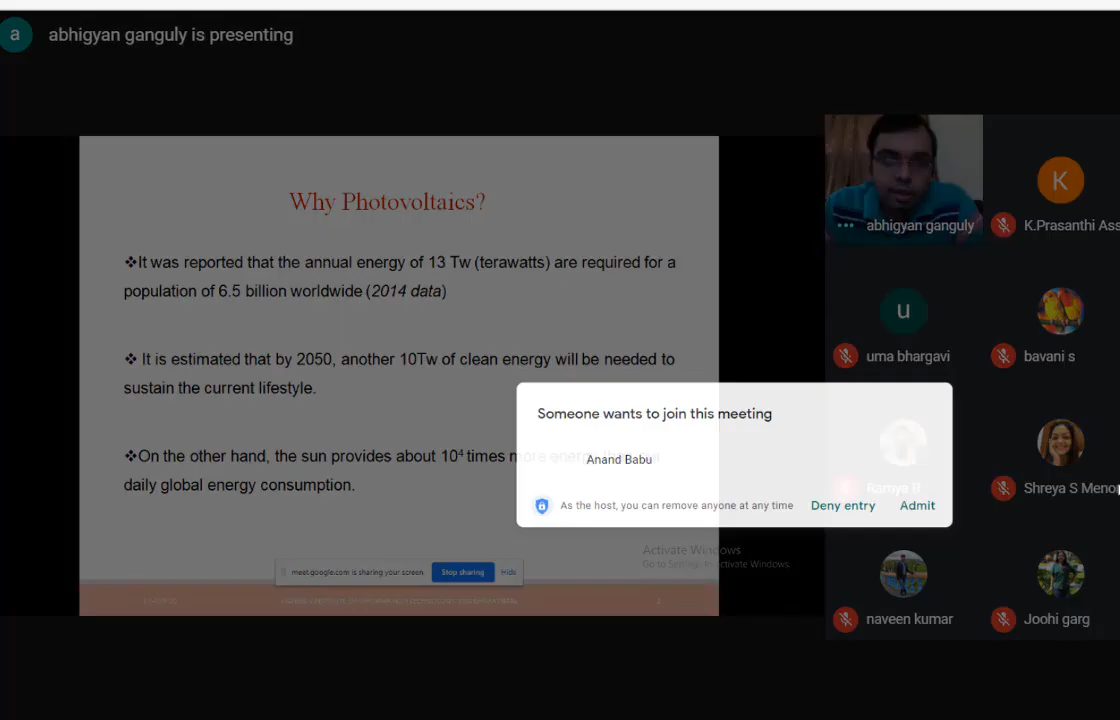 a
abhigyan ganguly is presenting
Why Photovoltaics?
❖It was reported that the annual energy of 13 Tw (terawatts) are required for a
population of 6.5 billion worldwide (2014 data)
❖ It is estimated that by 2050, another 10Tw of clean energy will be needed to
sustain the current lifestyle.
❖On the other hand, the sun provides about 10⁴ times more energy
daily global energy consumption.
meet.google.com is sharing your screen.
Stop sharing
Hide
Activate Windows
Go to Settings to activate Windows.
Someone wants to join this meeting
Anand Babu
As the host, you can remove anyone at any time
Deny entry
Admit
abhigyan ganguly
K
K.Prasanthi Ass
u
uma bhargavi
bavani s
Ramya
Shreya S Meno
naveen kumar
Joohi garg